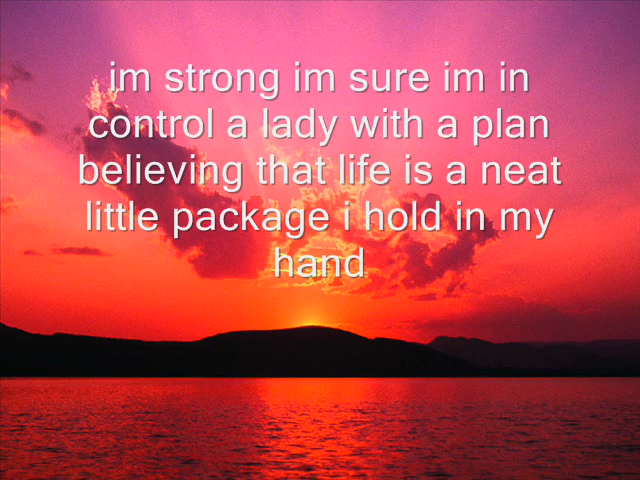 im strong im sure im in
control a lady with a plan
believing that life is a neat
little package i hold in my
hand